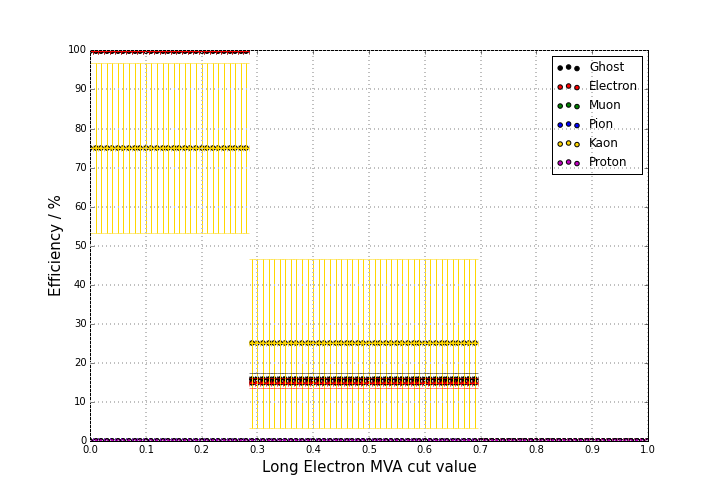 100
90
80
70
60
50
40
30
20
10
0
Efficiency / %
0.0 0.1 0.2 0.3 0.4 0.5 0.6 0.7 0.8 0.9 1.0
Long Electron MVA cut value
Ghost
Electron
Muon
Pion
Kaon
Proton